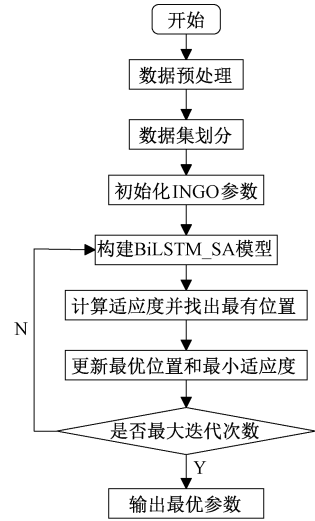 开始
数据预处理
数据集划分
初始化INGO参数
构建BiLSTM_SA模型
计算适应度并找出最有位置
N
更新最优位置和最小适应度
是否最大迭代次数
Y
输出最优参数